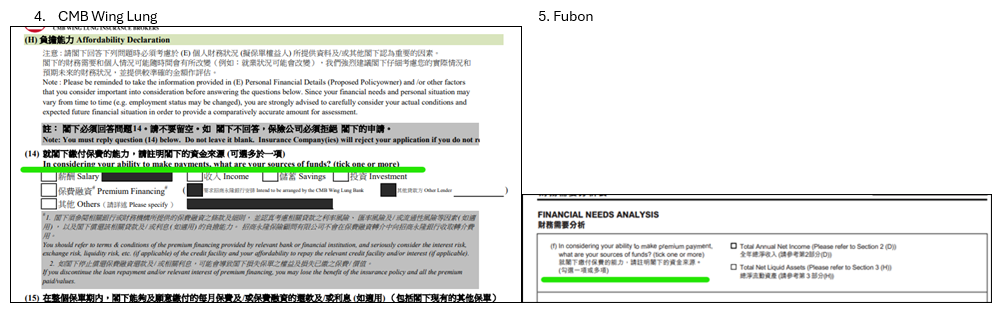 4. CMB Wing Lung
5. Fubon
CMB WING LUNG INSURANCE BROKERS
(H) 負擔能力 Affordability Declaration
注意 : 請閣下回答下列問題時必須考慮於 (E) 個人財務狀況 (擬保單權益人) 所提供資料及/或其他閣下認為重要的因素。
閣下的財務需要和個人情況可能隨時間會有所改變 (例如 : 就業狀況可能會改變)，我們強烈建議閣下仔細考慮您的實際情況和
預期未來的財務狀況，並提供較準確的金額作評估。
Note : Please be reminded to take the information provided in (E) Personal Financial Details (Proposed Policyowner) and /or other factors
that you consider important into consideration before answering the questions below. Since your financial needs and personal situation may
vary from time to time (e.g. employment status may be changed), you are strongly advised to carefully consider your actual conditions and
expected future financial situation in order to provide a comparatively accurate amount for assessment.
註： 閣下必須回答問題14。請不要留空。如 閣下不回答，保險公司必須拒絕 閣下的申請。
Note: You must reply question (14) below. Do not leave it blank. Insurance Company(ies) will reject your application if you do not
(14) 就閣下繳付保費的能力，請註明閣下的資金來源 (可選多於一項)
In considering your ability to make payments, what are your sources of funds? (tick one or more)
薪酬 Salary 收入 Income 儲蓄 Savings 投資 Investment
保費融資# Premium Financing# ( 要求招商永隆銀行安排 Intend to be arranged by the CMB Wing Lung Bank 其他貸款方 Other Lender )
其他 Others (請詳述 Please specify )
#1. 閣下須參閱相關銀行或財務機構所提供的保費融資之條款及細則，並認真考慮相關貸款之利率風險、匯率風險及/或流通性風險等因素(如適
用)，以及閣下償還該相關貸款及/或利息(如適用)的負擔能力。招商永隆保險顧問有限公司不會在保費融資轉介中向招商永隆銀行收取轉介費
用。
You should refer to terms & conditions of the premium financing provided by relevant bank or financial institution, and seriously consider the interest risk,
exchange risk, liquidity risk, etc. (if applicable) of the credit facility and your affordability to repay the relevant credit facility and/or interest (if applicable).
2. 如閣下停止償還保費融資還款及/或相關利息，可能會導致閣下損失保單之權益及損失已繳之保費/價值。
If you discontinue the loan repayment and/or relevant interest of premium financing, you may lose the benefit of the insurance policy and all the premium
paid/values.
(15) 在整個保單期內，閣下能夠及願意繳付的每月保費及/或保費融資的還款及/或利息 (如適用) （包括閣下現有的其他保單）
FINANCIAL NEEDS ANALYSIS
財務需要分析
(f) In considering your ability to make premium payment,
what are your sources of funds? (tick one or more)
就閣下繳付保費的能力，請註明閣下的資金來源。
(勾選一項或多項)
Total Annual Net Income (Please refer to Section 2 (D))
全年總淨收入 (請參考第2部分(D))
Total Net Liquid Assets (Please refer to Section 3 (H))
總淨流動資產 (請參考第 3 部分(H))